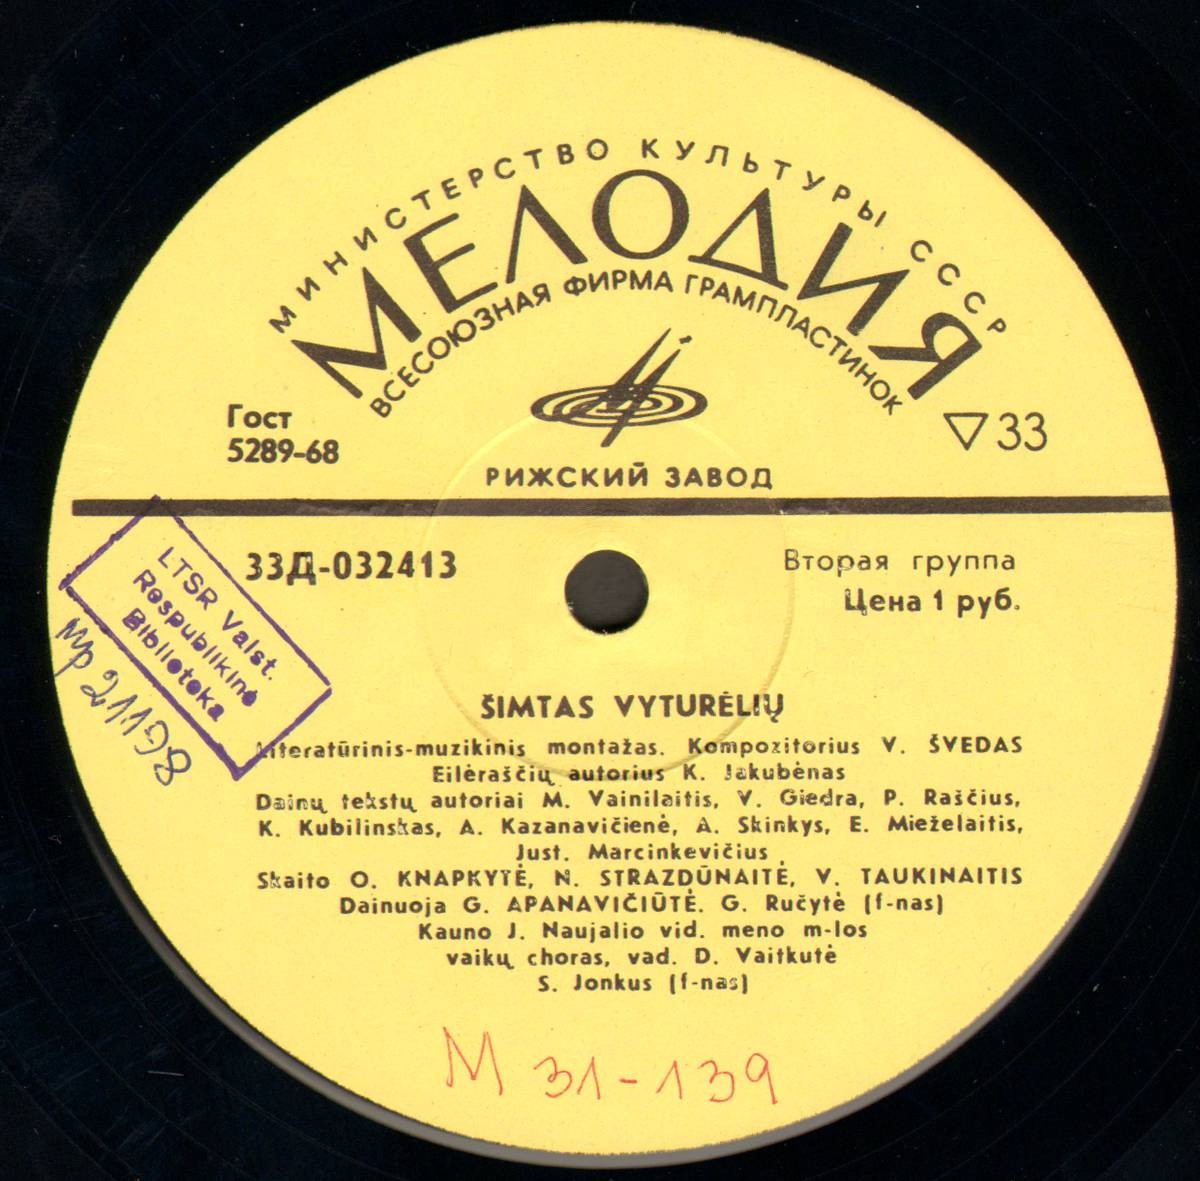 МИНИСТЕРСТВО КУЛЬТУРЫ СССР
МЕЛОДИЯ
ВСЕСОЮЗНАЯ ФИРМА ГРАМПЛАСТИНОК
Гост
5289-68
▽33
РИЖСКИЙ ЗАВОД
33Д-032413
Вторая группа
Цена 1 руб.
LTSR Valst.
Respublikinė
Biblioteka
мр 21198
ŠIMTAS VYTURĖLIŲ
Literatūrinis-muzikinis montažas. Kompozitorius V. ŠVEDAS
Eilėraščių autorius K. Jakubėnas
Dainų tekstų autoriai M. Vainilaitis, V. Giedra, P. Raščius,
K. Kubilinskas, A. Kazanavičienė, A. Skinkys, E. Mieželaitis,
Just. Marcinkevičius
Skaito O. KNAPKYTĖ, N. STRAZDŪNAITĖ, V. TAUKINAITIS
Dainuoja G. APANAVIČIŪTĖ. G. Ručytė (f-nas)
Kauno J. Naujalio vid. meno m-los
vaikų choras, vad. D. Vaitkutė
S. Jonkus (f-nas)
M 31-139